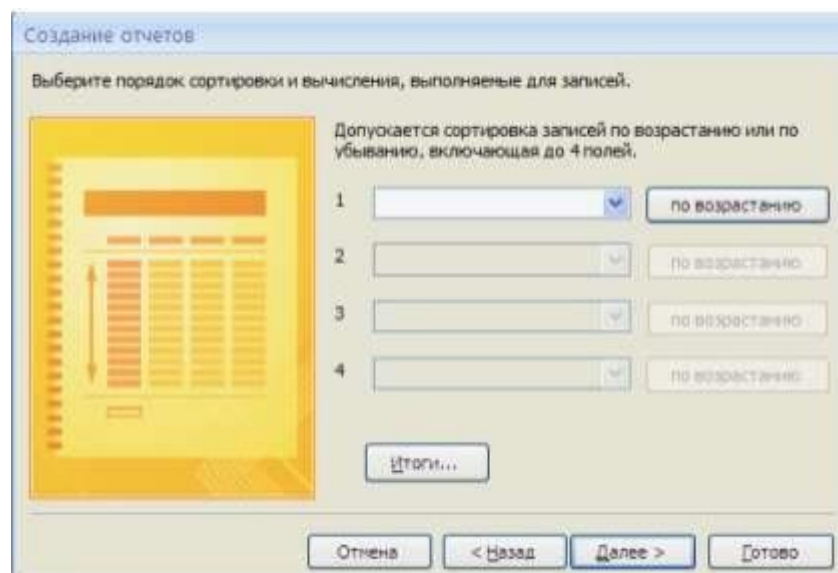 Создание отчетов
Выберите порядок сортировки и вычисления, выполняемые для записей.
Допускается сортировка записей по возрастанию или по
убыванию, включающая до 4 полей.
1 по возрастанию
2 по возрастанию
3 по возрастанию
4 по возрастанию
Итоги...
Отмена < Назад Далее > Готово